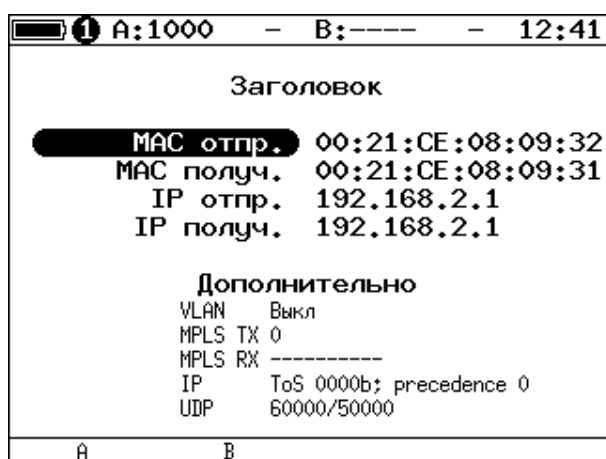 1 A:1000 – B:---- – 12:41
Заголовок
MAC отпр. 00:21:CE:08:09:32
MAC получ. 00:21:CE:08:09:31
IP отпр. 192.168.2.1
IP получ. 192.168.2.1
Дополнительно
VLAN Выкл
MPLS TX 0
MPLS RX ----------
IP ToS 0000b; precedence 0
UDP 60000/50000
A B